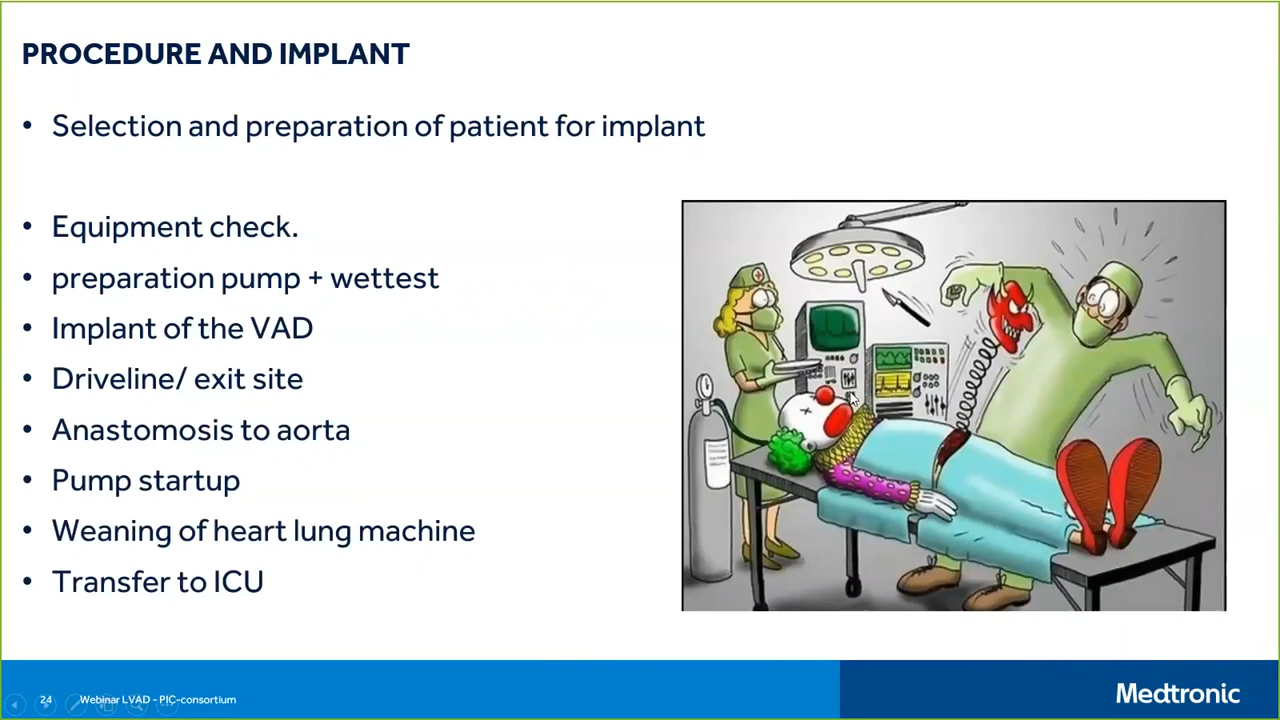 PROCEDURE AND IMPLANT
• Selection and preparation of patient for implant
• Equipment check.
• preparation pump + wettest
• Implant of the VAD
• Driveline/ exit site
• Anastomosis to aorta
• Pump startup
• Weaning of heart lung machine
• Transfer to ICU
24 Webinar LVAD - PIC-consortium
Medtronic